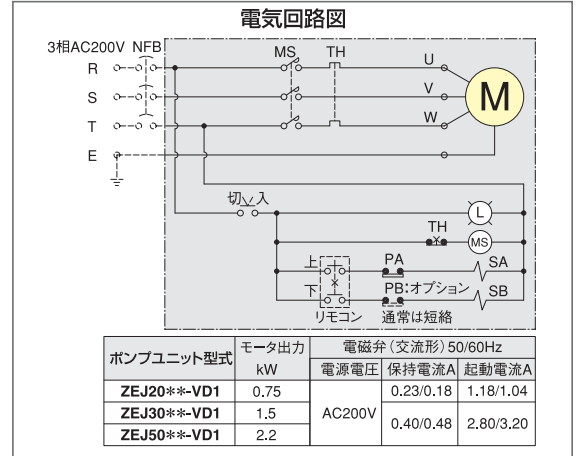 電気回路図
3相AC200V NFB
MS TH
R U
S V M
T W
E
切 入
L
TH
MS
上 PA SA
下 PB:オプション SB
リモコン 通常は短絡
ポンプユニット型式 モータ出力 kW 電磁弁(交流形)50/60Hz
電源電圧 保持電流A 起動電流A
ZEJ20**-VD1 0.75 AC200V 0.23/0.18 1.18/1.04
ZEJ30**-VD1 1.5 0.40/0.48 2.80/3.20
ZEJ50**-VD1 2.2